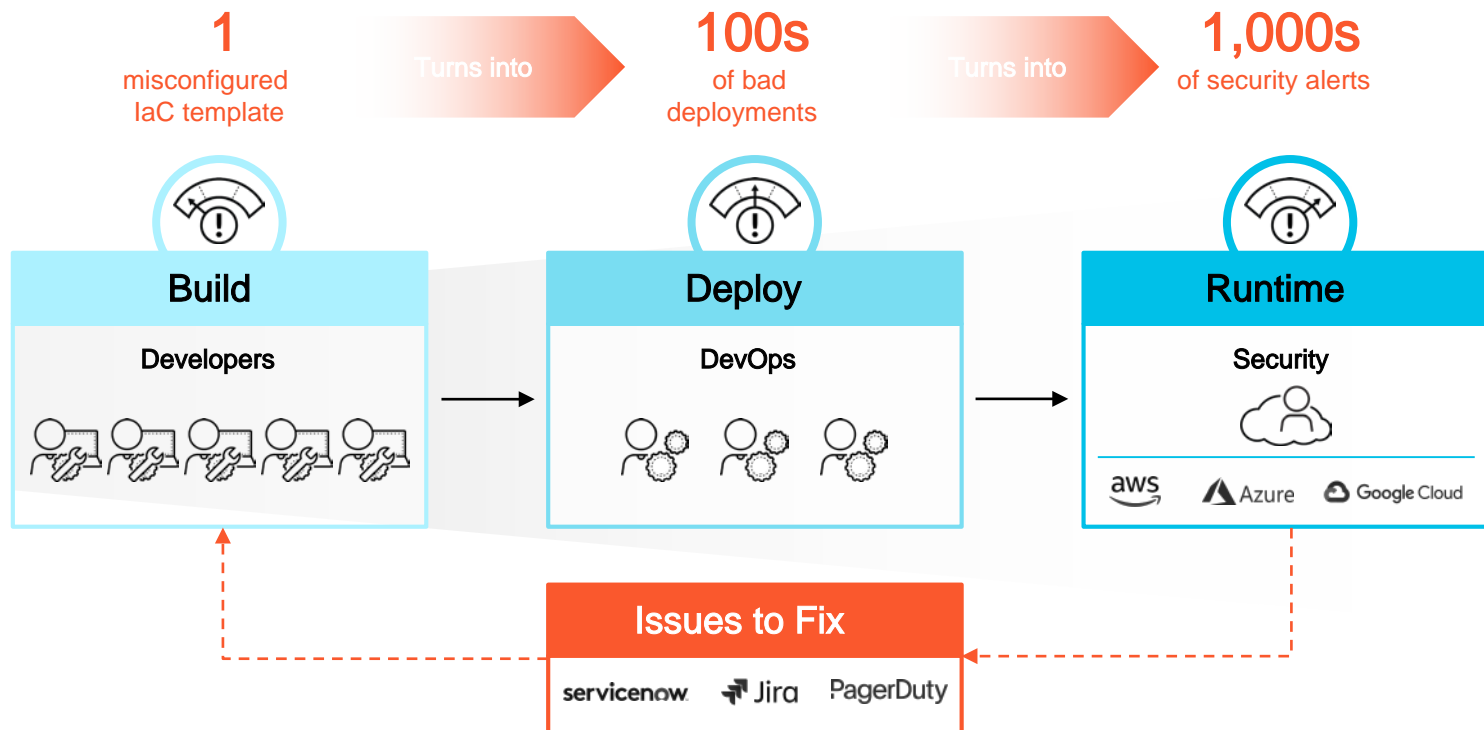 1
misconfigured
IaC template
Turns into
100s
of bad
deployments
Turns into
1,000s
of security alerts
Build
Developers
Deploy
DevOps
Runtime
Security
aws
Azure
Google Cloud
Issues to Fix
servicenow
Jira
PagerDuty